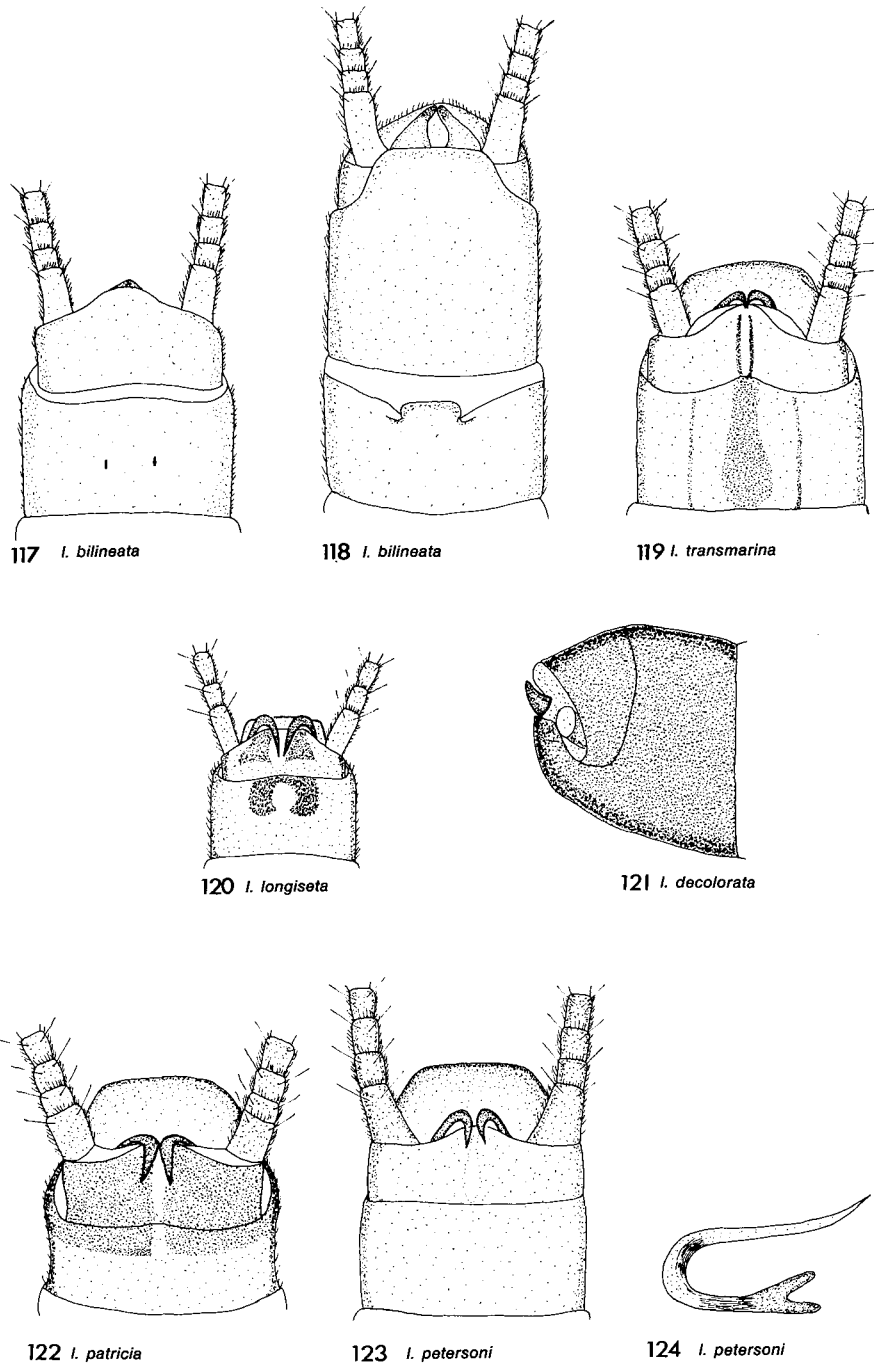 117 I. bilineata
118 I. bilineata
119 I. transmarina
120 I. longiseta
121 I. decolorata
122 I. patricia
123 I. petersoni
124 I. petersoni